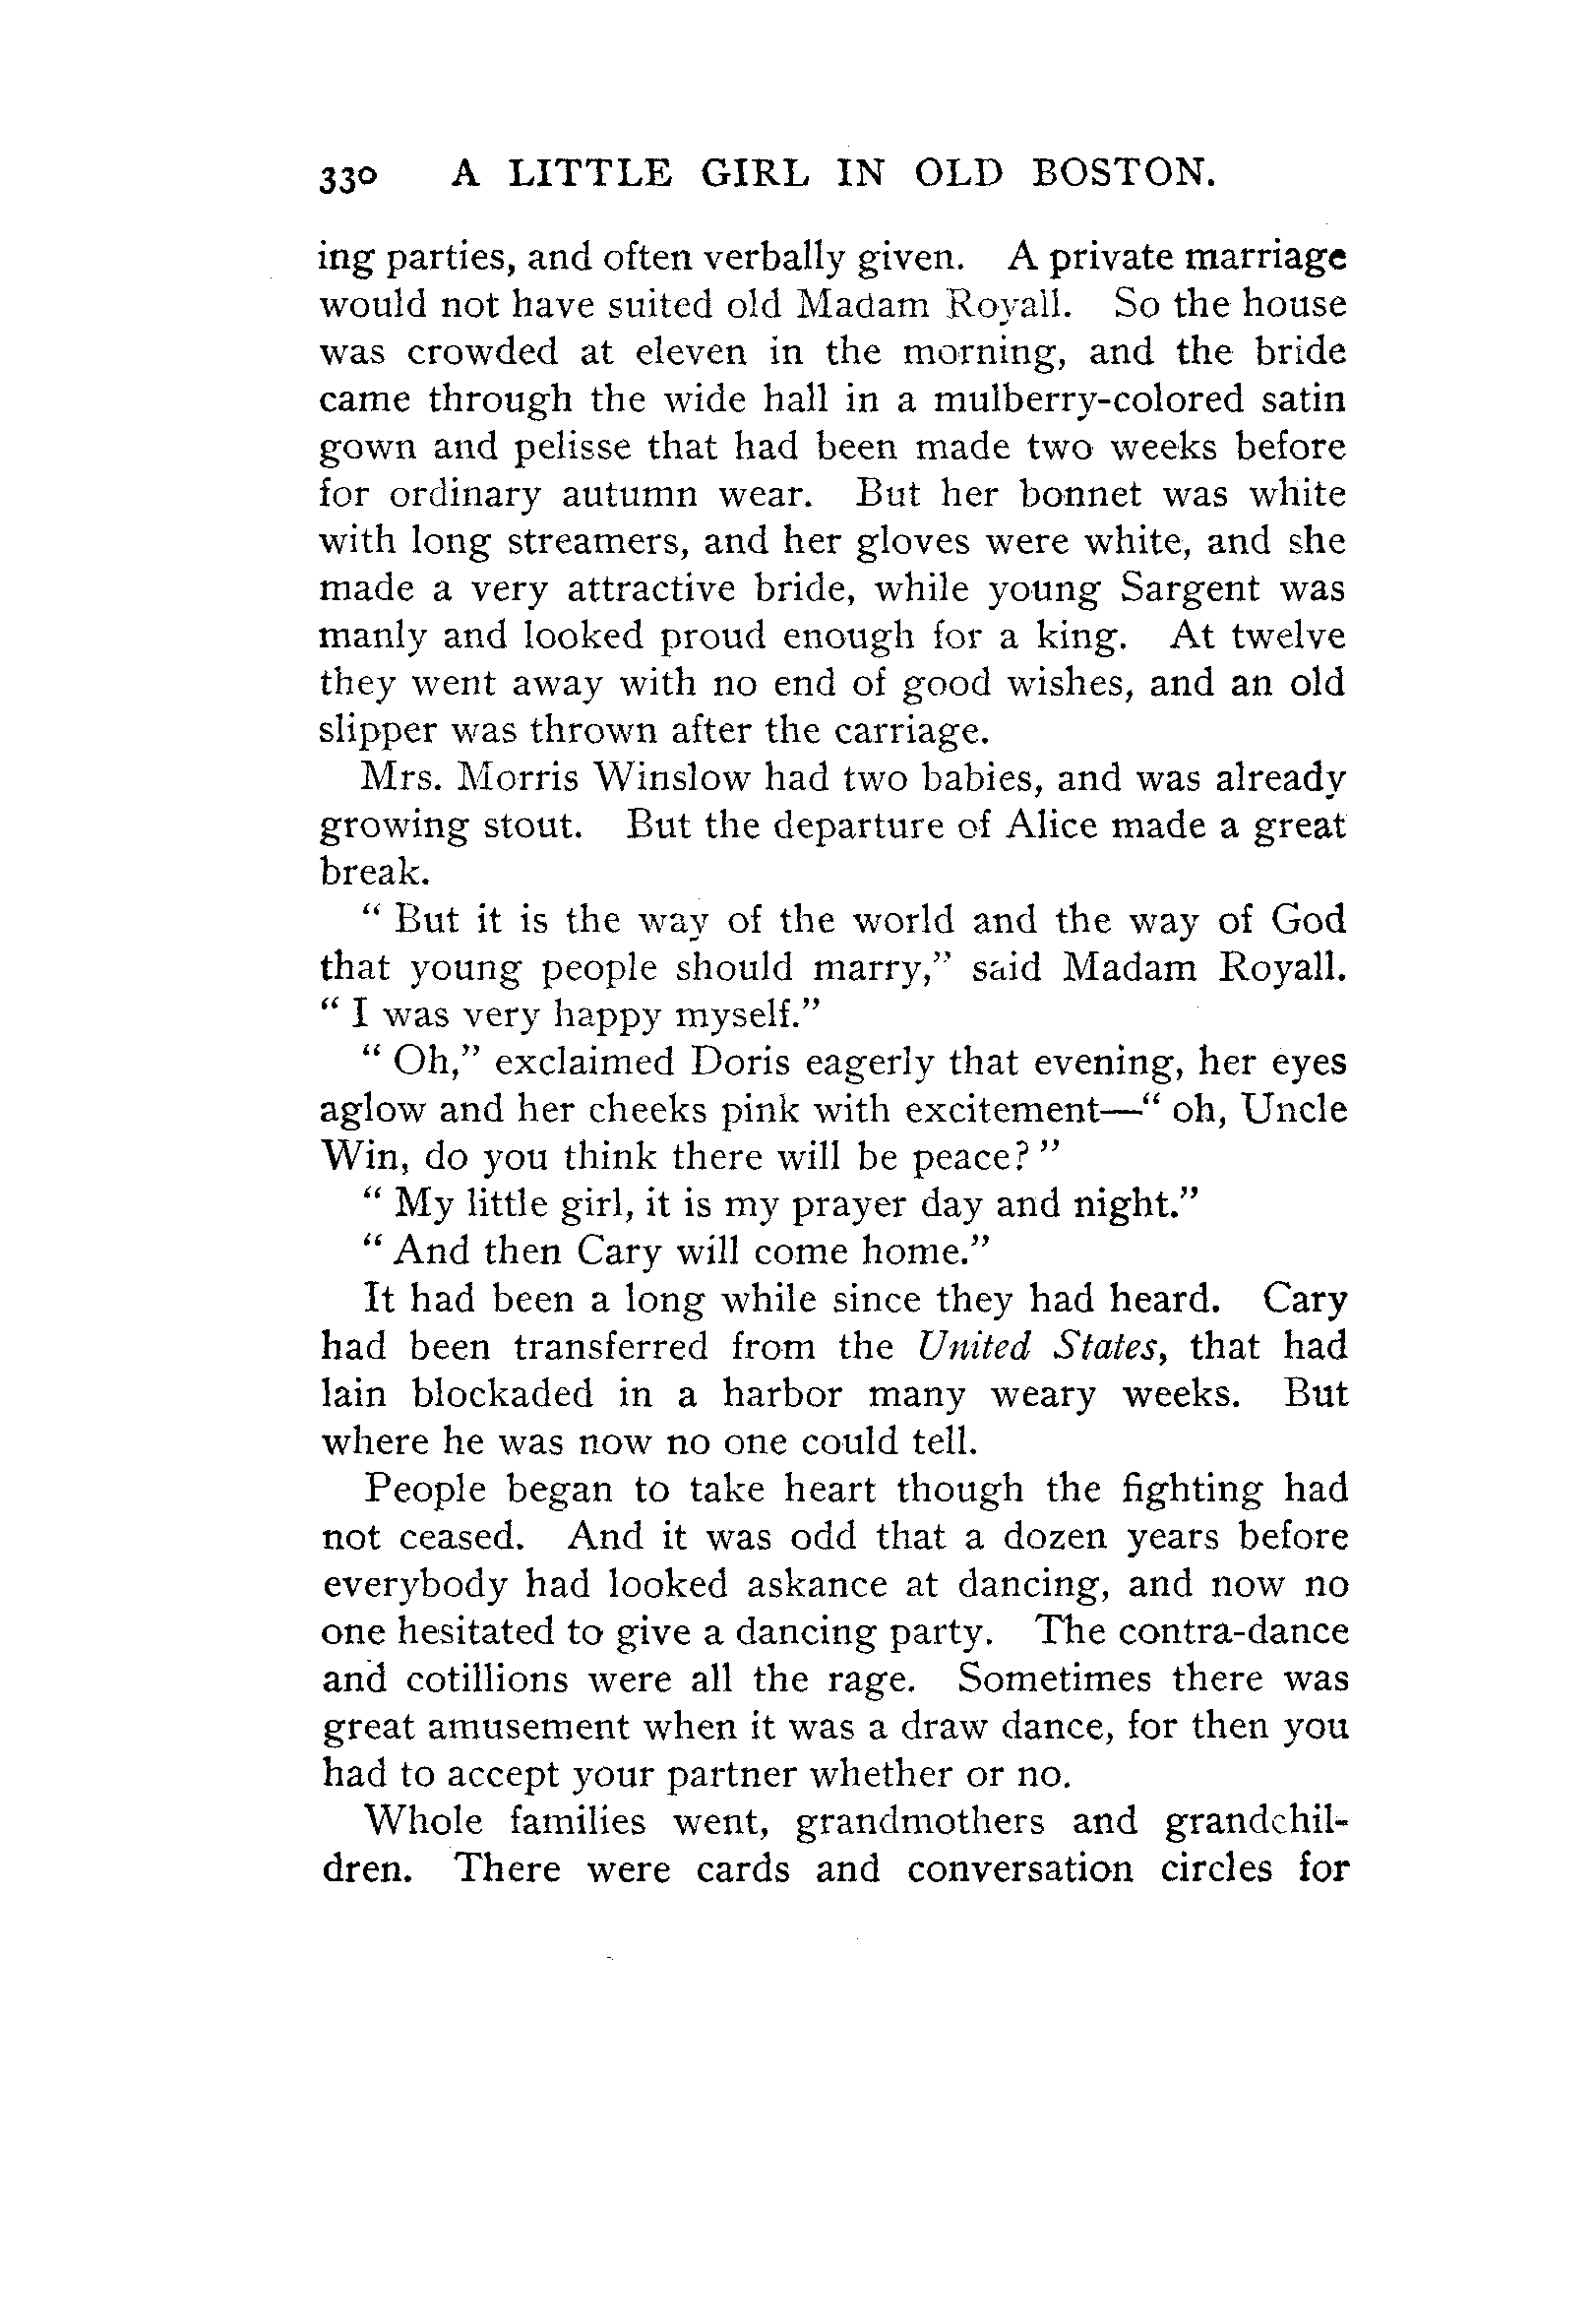 330 A LITTLE GIRL IN OLD BOSTON.
ing parties, and often verbally given. A private marriage
would not have suited old Madam Royall. So the house
was crowded at eleven in the morning, and the bride
came through the wide hall in a mulberry-colored satin
gown and pelisse that had been made two weeks before
for ordinary autumn wear. But her bonnet was white
with long streamers, and her gloves were white, and she
made a very attractive bride, while young Sargent was
manly and looked proud enough for a king. At twelve
they went away with no end of good wishes, and an old
slipper was thrown after the carriage.
Mrs. Morris Winslow had two babies, and was already
growing stout. But the departure of Alice made a great
break.
“ But it is the way of the world and the way of God
that young people should marry,” said Madam Royall.
“ I was very happy myself.”
“ Oh,” exclaimed Doris eagerly that evening, her eyes
aglow and her cheeks pink with excitement—“ oh, Uncle
Win, do you think there will be peace? ”
“ My little girl, it is my prayer day and night.”
“ And then Cary will come home.”
It had been a long while since they had heard. Cary
had been transferred from the United States, that had
lain blockaded in a harbor many weary weeks. But
where he was now no one could tell.
People began to take heart though the fighting had
not ceased. And it was odd that a dozen years before
everybody had looked askance at dancing, and now no
one hesitated to give a dancing party. The contra-dance
and cotillions were all the rage. Sometimes there was
great amusement when it was a draw dance, for then you
had to accept your partner whether or no.
Whole families went, grandmothers and grandchil-
dren. There were cards and conversation circles for